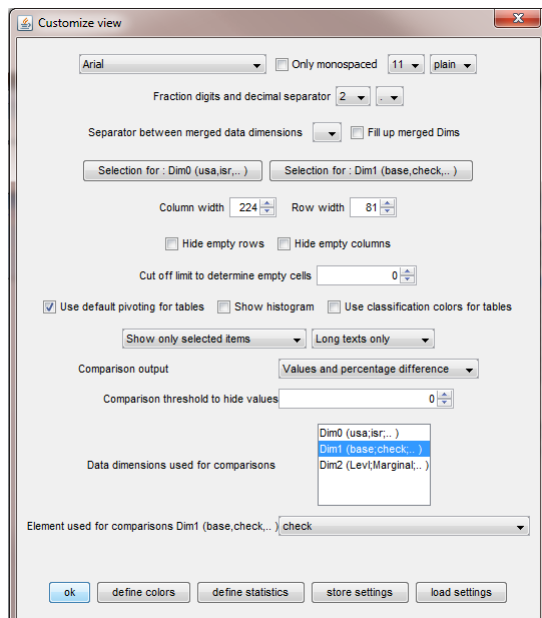 Customize view
Arial Only monospaced 11 plain
Fraction digits and decimal separator 2 .
Separator between merged data dimensions Fill up merged Dims
Selection for : Dim0 (usa,isr,.. ) Selection for : Dim1 (base,check,.. )
Column width 224 Row width 81
Hide empty rows Hide empty columns
Cut off limit to determine empty cells 0
Use default pivoting for tables Show histogram Use classification colors for tables
Show only selected items Long texts only
Comparison output Values and percentage difference
Comparison threshold to hide values 0
Dim0 (usa;isr;.. )
Dim1 (base;check;.. )
Data dimensions used for comparisons Dim2 (Levl;Marginal;.. )
Element used for comparisons Dim1 (base,check,.. ) check
ok define colors define statistics store settings load settings